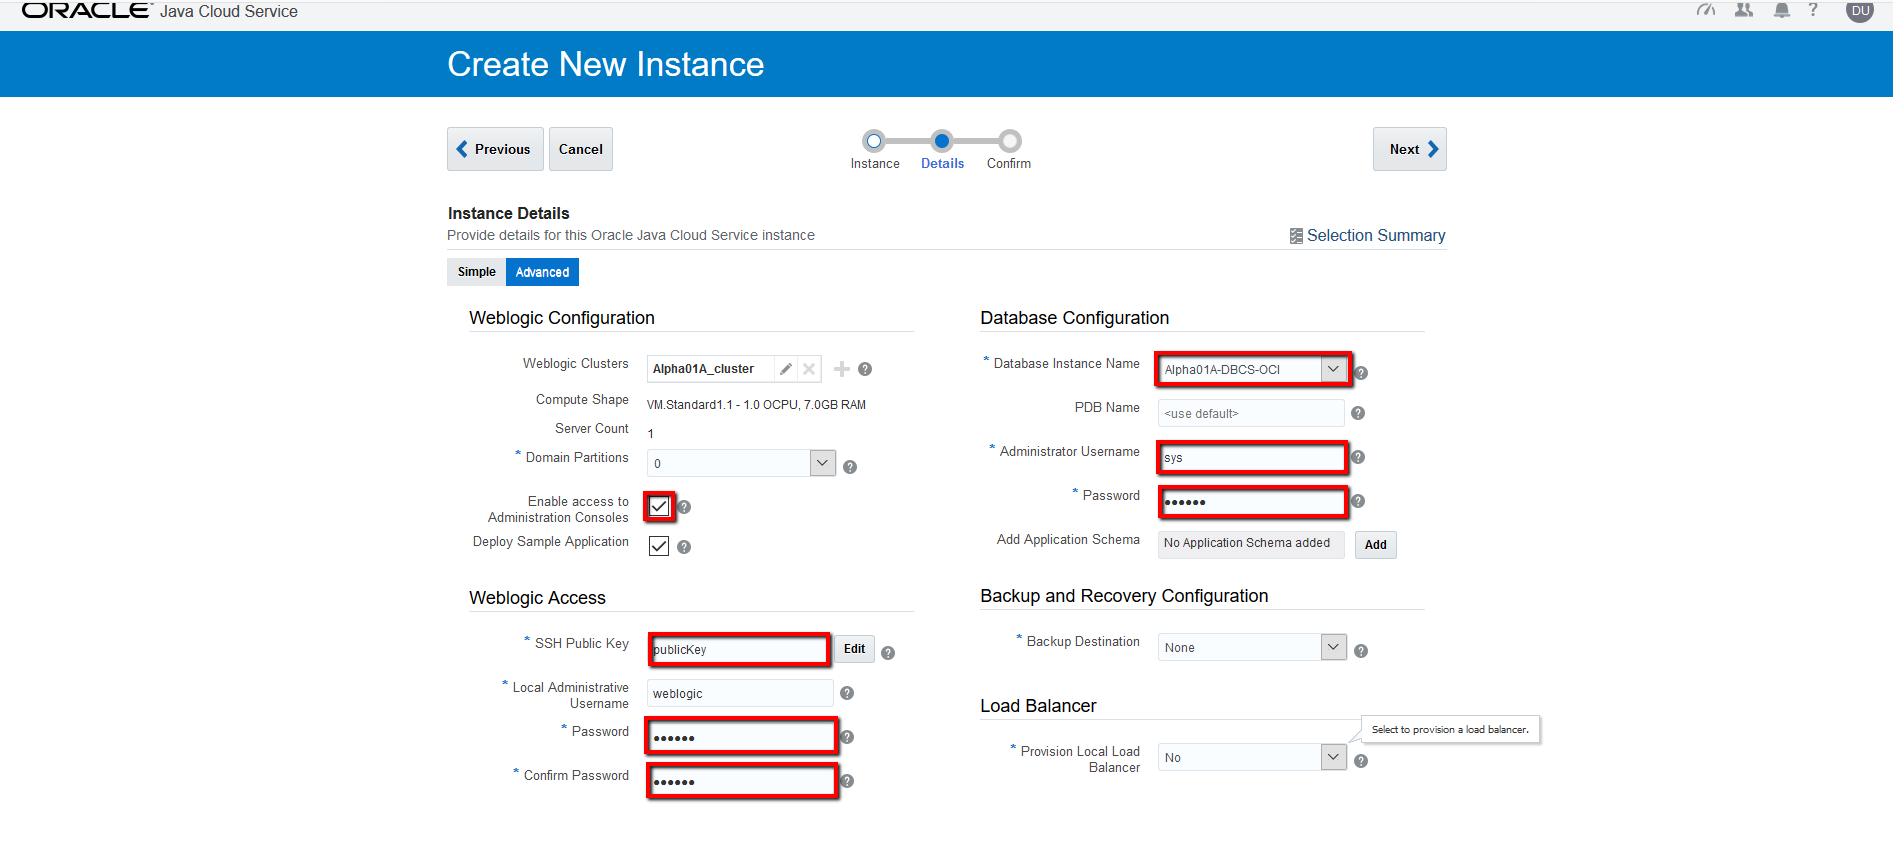 ORACLE Java Cloud Service
? DU
Create New Instance
Previous Cancel
Instance Details Confirm
Next
Instance Details
Provide details for this Oracle Java Cloud Service instance
Selection Summary
Simple Advanced
Weblogic Configuration
Weblogic Clusters Alpha01A_cluster ?
Compute Shape VM.Standard1.1 - 1.0 OCPU, 7.0GB RAM
Server Count 1
* Domain Partitions 0 ?
Enable access to
Administration Consoles ?
Deploy Sample Application ?
Weblogic Access
* SSH Public Key publicKey Edit ?
* Local Administrative
Username weblogic ?
* Password •••••• ?
* Confirm Password •••••• ?
Database Configuration
* Database Instance Name Alpha01A-DBCS-OCI ?
PDB Name <use default> ?
* Administrator Username sys ?
* Password •••••• ?
Add Application Schema No Application Schema added Add
Backup and Recovery Configuration
* Backup Destination None ?
Load Balancer
Select to provision a load balancer.
* Provision Local Load
Balancer No ?